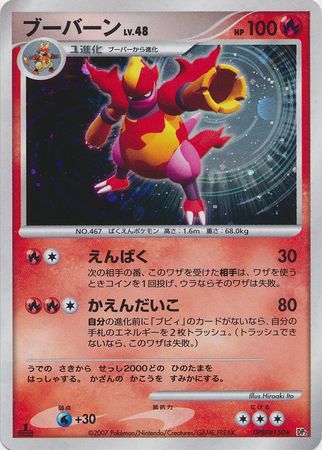 ブーバーン LV.48 HP 100
1進化 ブーバーから進化
NO.467 ばくえんポケモン 高さ:1.6m 重さ:68.0kg
えんばく 30
次の相手の番、このワザを受けた相手は、ワザを使う
ときコインを1回投げ、ウラならそのワザは失敗。
かえんだいこ 80
自分の進化前に「ブビィ」のカードがないなら、自分の
手札のエネルギーを2枚トラッシュ。(トラッシュでき
ないなら、このワザは失敗。)
うでの さきから せっし2000どの ひのたまを
はっしゃする。 かざんの かこうを すみかにする。
弱点 抵抗力 にげる
+30
Illus.Hiroaki Ito
©2007 Pokémon/Nintendo/Creatures/GAME FREAK. DPBP#150